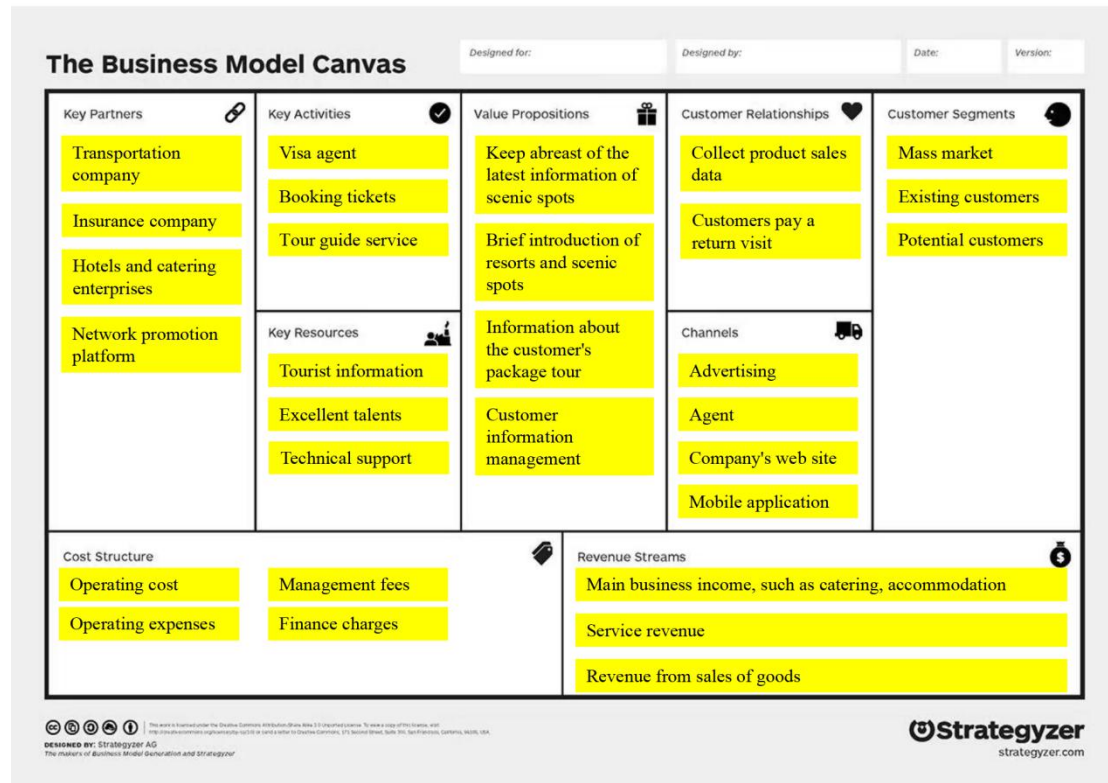 The Business Model Canvas
Designed for:
Designed by:
Date:
Version:
Key Partners
Transportation
company
Insurance company
Hotels and catering
enterprises
Network promotion
platform
Key Activities
Visa agent
Booking tickets
Tour guide service
Key Resources
Tourist information
Excellent talents
Technical support
Value Propositions
Keep abreast of the
latest information of
scenic spots
Brief introduction of
resorts and scenic
spots
Information about
the customer's
package tour
Customer
information
management
Customer Relationships
Collect product sales
data
Customers pay a
return visit
Channels
Advertising
Agent
Company's web site
Mobile application
Customer Segments
Mass market
Existing customers
Potential customers
Cost Structure
Operating cost
Management fees
Operating expenses
Finance charges
Revenue Streams
Main business income, such as catering, accommodation
Service revenue
Revenue from sales of goods
DESIGNED BY: Strategyzer AG
The makers of Business Model Generation and Strategyzer
Strategyzer
strategyzer.com